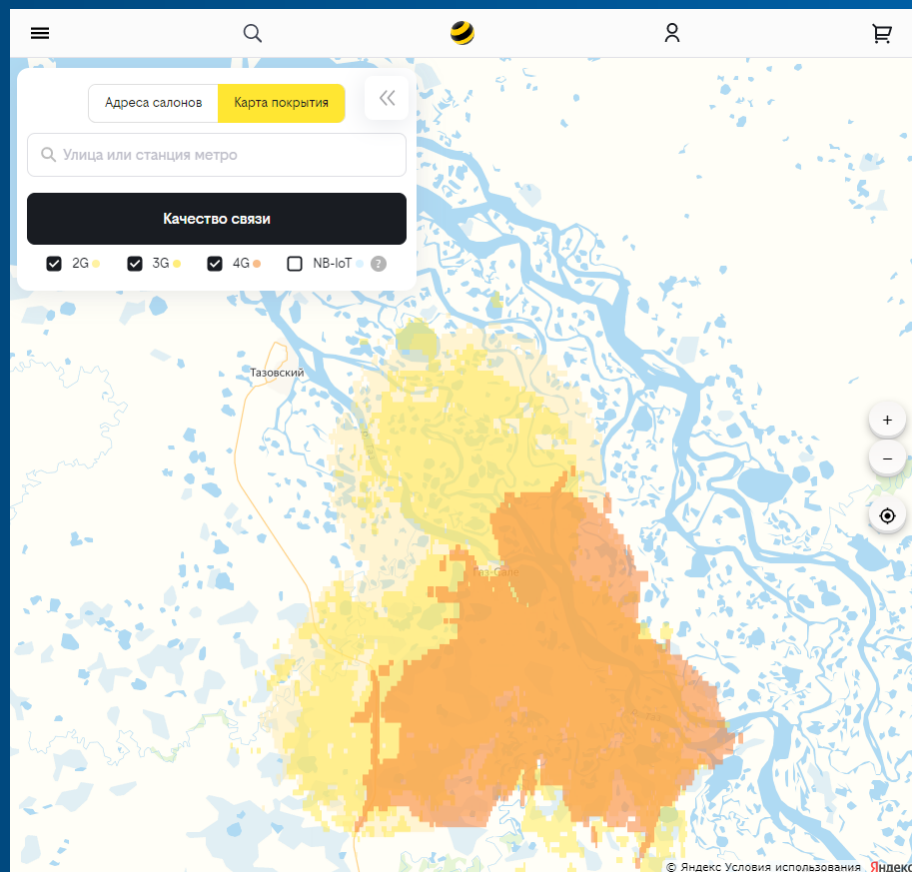 Адреса салонов
Карта покрытия
Улица или станция метро
Качество связи
2G
3G
4G
NB-IoT
?
Тазовский
+
−
© Яндекс Условия использования
Яндекс